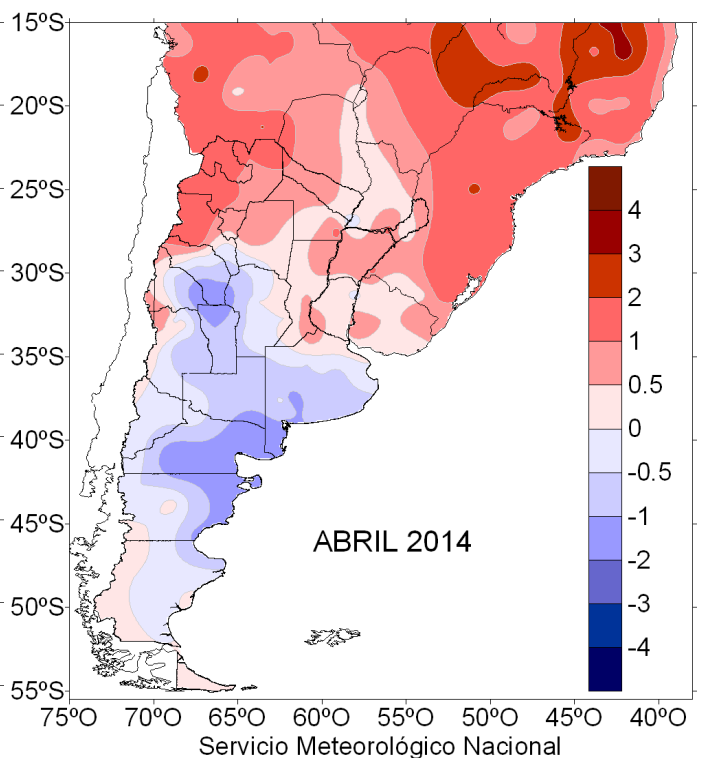 15ºS
20ºS
25ºS
30ºS
35ºS
40ºS
45ºS
50ºS
55ºS
4
3
2
1
0.5
0
-0.5
-1
-2
-3
-4
ABRIL 2014
75ºO 70ºO 65ºO 60ºO 55ºO 50ºO 45ºO 40ºO
Servicio Meteorológico Nacional